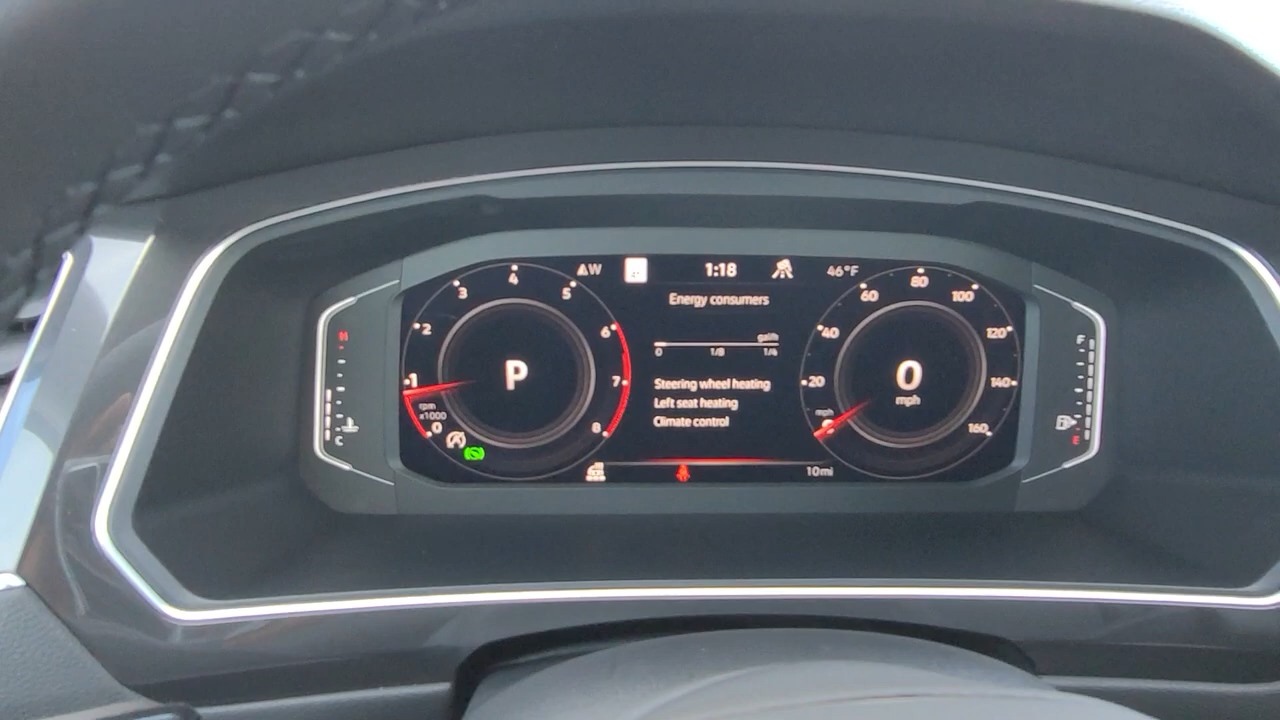 W
1:18
46°F
Energy consumers
gal/h
0 1/8 1/4
Steering wheel heating
Left seat heating
Climate control
10 mi
H
C
0
1
2
3
4
5
6
7
8
rpm
x1000
P
20
40
60
80
100
120
140
160
mph
0
mph
F
E